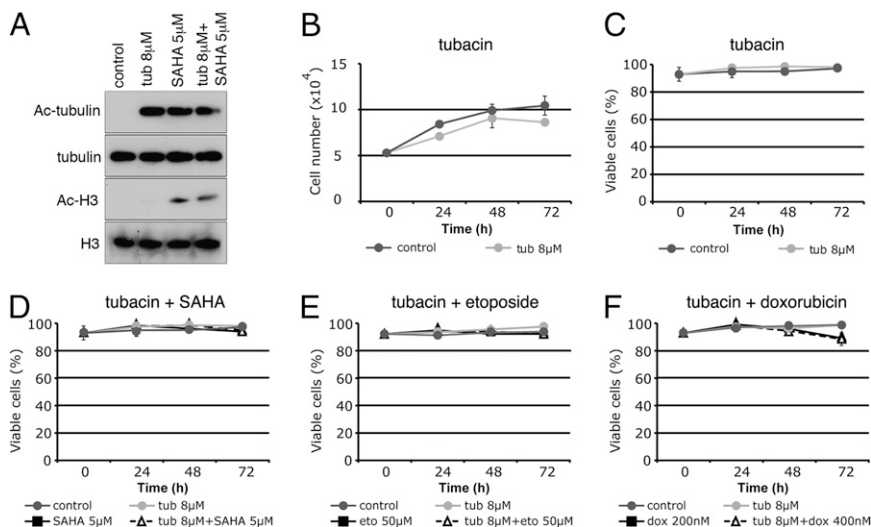 A
control
tub 8µM
SAHA 5µM
tub 8µM+
SAHA 5µM
Ac-tubulin
tubulin
Ac-H3
H3
B
tubacin
Cell number (x10⁴)
15
10
5
0
0 24 48 72
Time (h)
control tub 8µM
C
tubacin
Viable cells (%)
100
80
60
40
20
0
0 24 48 72
Time (h)
control tub 8µM
D
tubacin + SAHA
Viable cells (%)
100
80
60
40
20
0
0 24 48 72
Time (h)
control tub 8µM
SAHA 5µM tub 8µM+SAHA 5µM
E
tubacin + etoposide
Viable cells (%)
100
80
60
40
20
0
0 24 48 72
Time (h)
control tub 8µM
eto 50µM tub 8µM+eto 50µM
F
tubacin + doxorubicin
Viable cells (%)
100
80
60
40
20
0
0 24 48 72
Time (h)
control tub 8µM
dox 200nM tub 8µM+dox 400nM